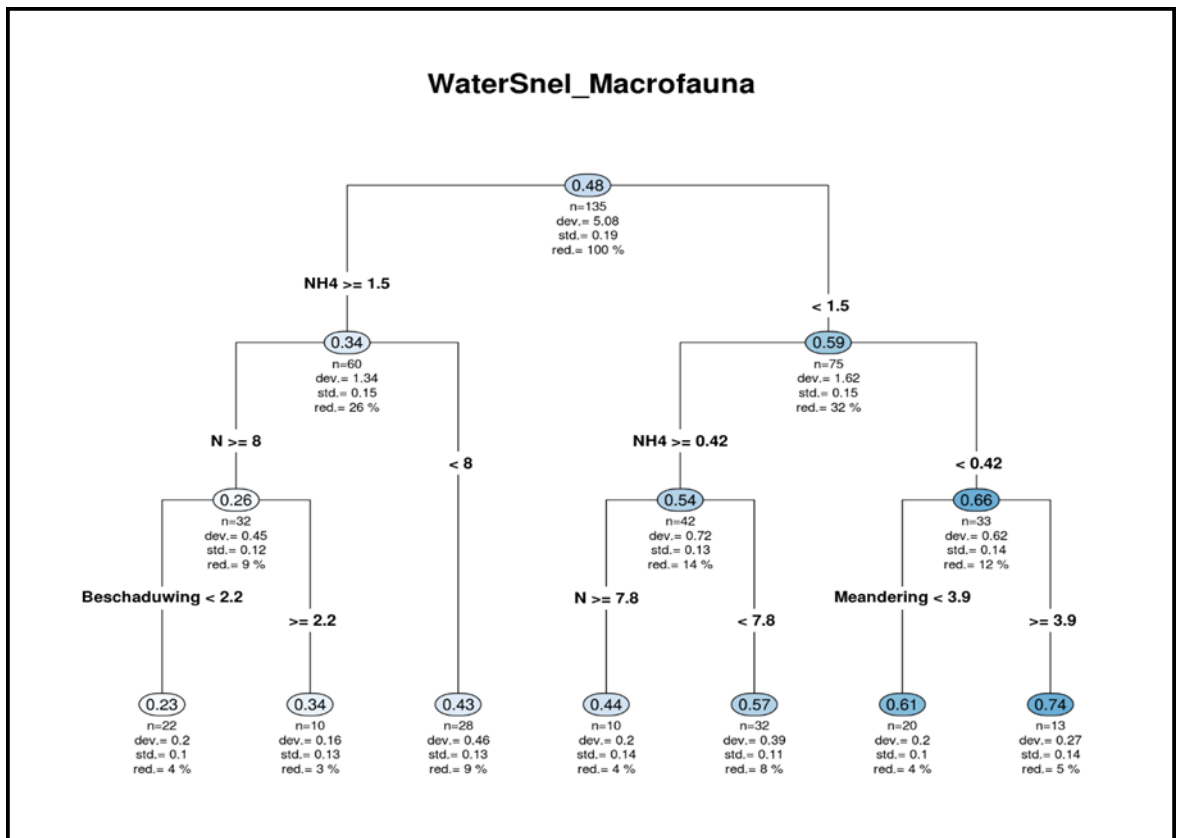 WaterSnel_Macrofauna
0.48
n=135
dev.= 5.08
std.= 0.19
red.= 100 %
NH4 >= 1.5
< 1.5
0.34
n=60
dev.= 1.34
std.= 0.15
red.= 26 %
0.59
n=75
dev.= 1.62
std.= 0.15
red.= 32 %
N >= 8
< 8
NH4 >= 0.42
< 0.42
0.26
n=32
dev.= 0.45
std.= 0.12
red.= 9 %
0.54
n=42
dev.= 0.72
std.= 0.13
red.= 14 %
0.66
n=33
dev.= 0.62
std.= 0.14
red.= 12 %
Beschaduwing < 2.2
>= 2.2
N >= 7.8
< 7.8
Meandering < 3.9
>= 3.9
0.23
n=22
dev.= 0.2
std.= 0.1
red.= 4 %
0.34
n=10
dev.= 0.16
std.= 0.13
red.= 3 %
0.43
n=28
dev.= 0.46
std.= 0.13
red.= 9 %
0.44
n=10
dev.= 0.2
std.= 0.14
red.= 4 %
0.57
n=32
dev.= 0.39
std.= 0.11
red.= 8 %
0.61
n=20
dev.= 0.2
std.= 0.1
red.= 4 %
0.74
n=13
dev.= 0.27
std.= 0.14
red.= 5 %